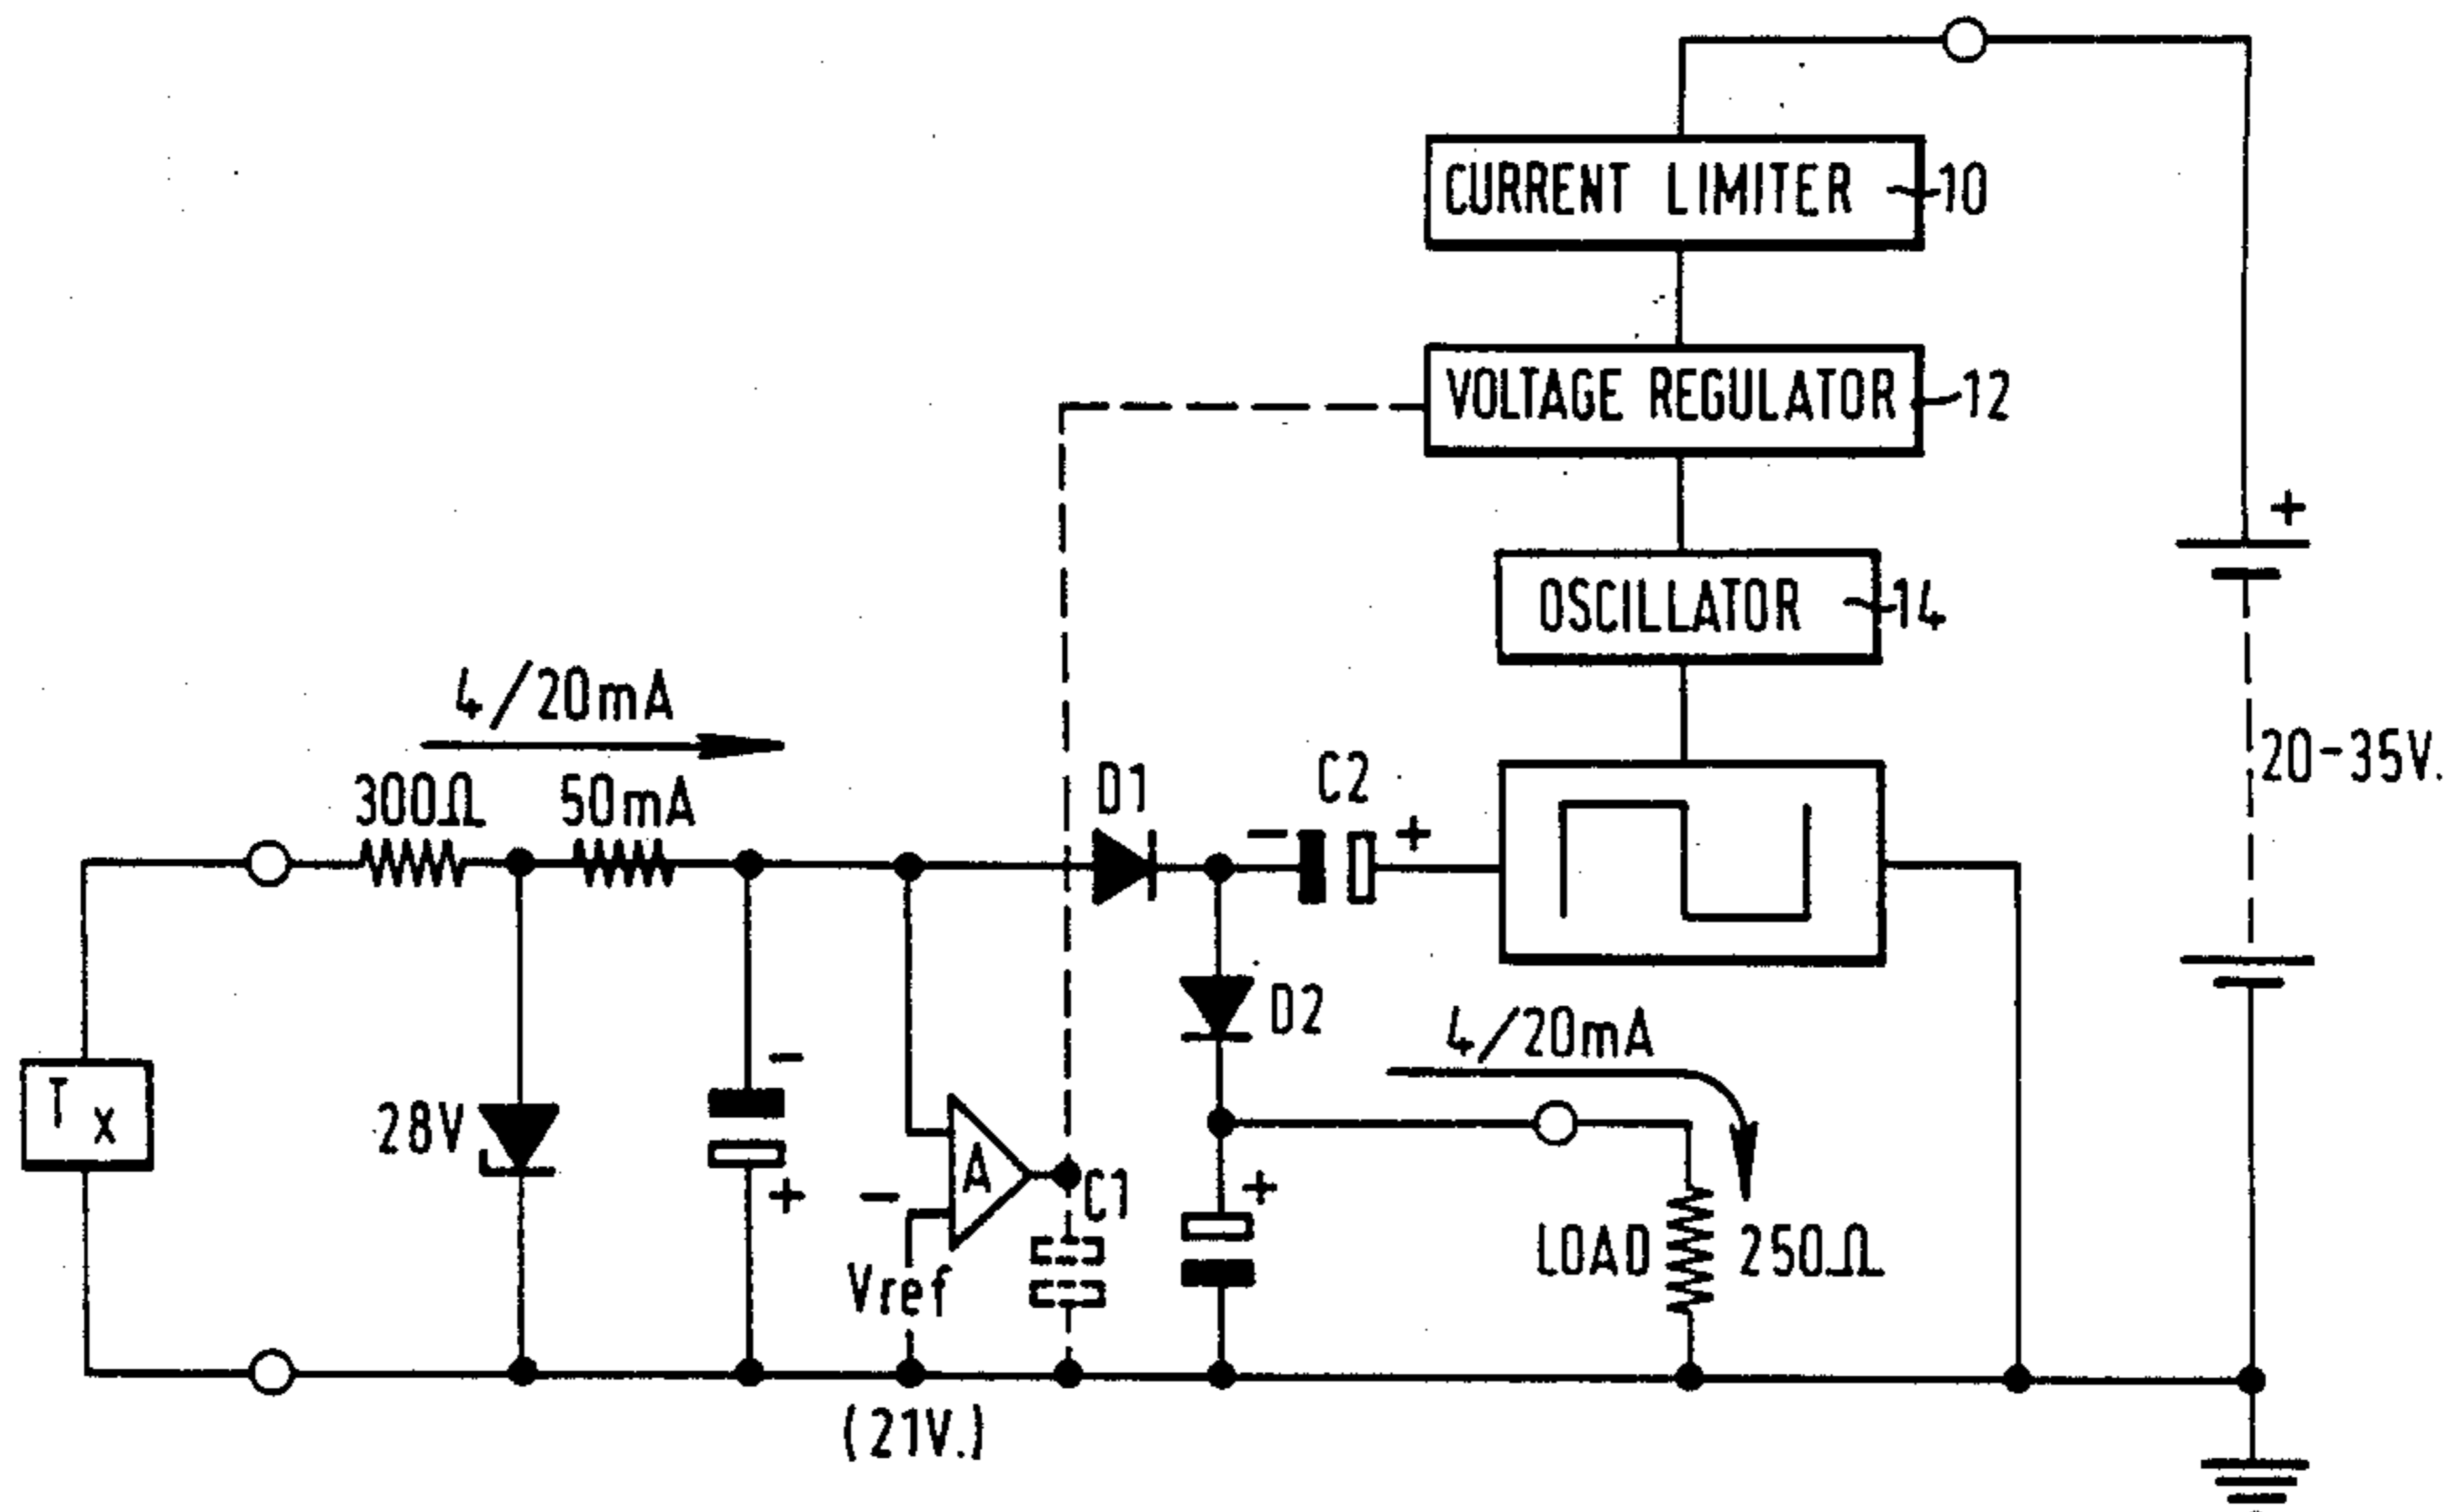 CURRENT LIMITER 10
VOLTAGE REGULATOR 12
+
OSCILLATOR 14
4/20mA
20-35V.
300Ω 50mA
D1
C2
- +
D2
4/20mA
T x
28V
-
+
A
-
Vref
C1
+
LOAD 250Ω
(21V.)